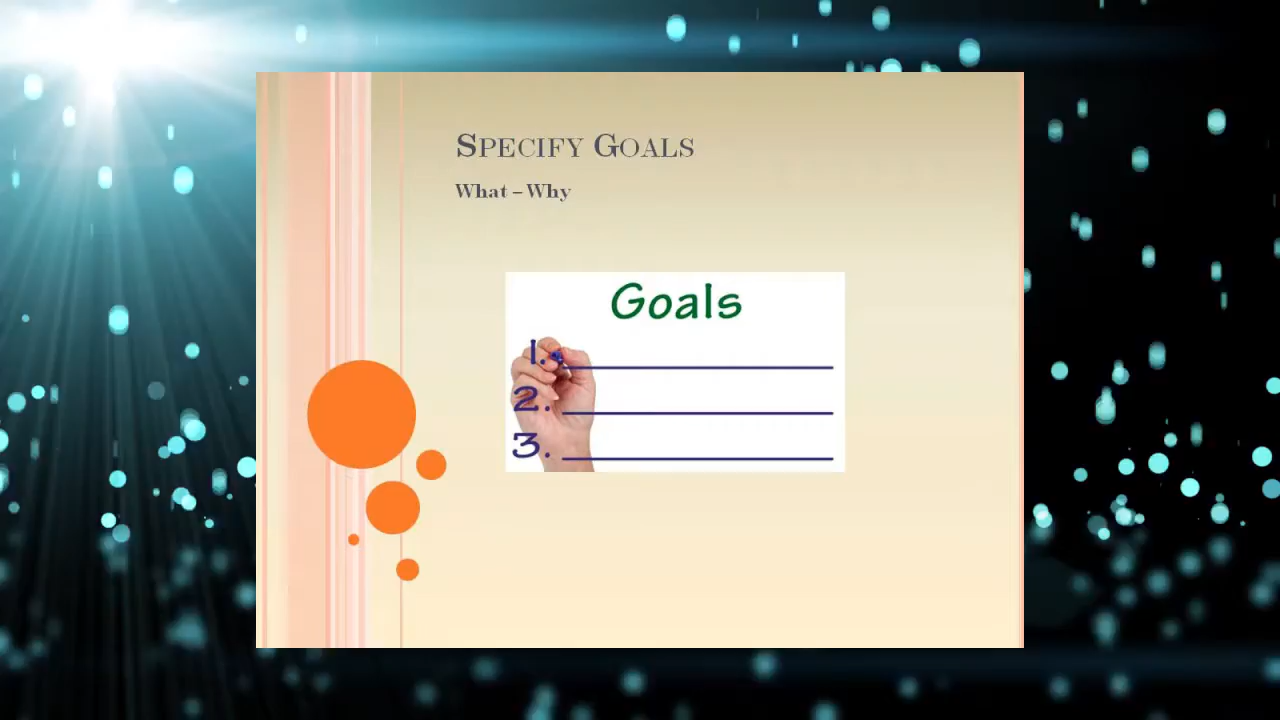 Specify Goals
What – Why
Goals
1.
2.
3.